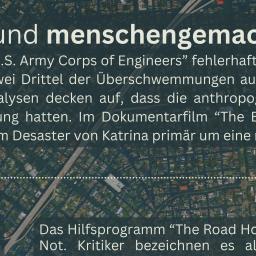 und menschengemac
.S. Army Corps of Engineers” fehlerhaft
wei Drittel der Überschwemmungen au
alysen decken auf, dass die anthropog
ung hatten. Im Dokumentarfilm “The B
m Desaster von Katrina primär um eine
Das Hilfsprogramm “The Road Ho
Not. Kritiker bezeichnen es al